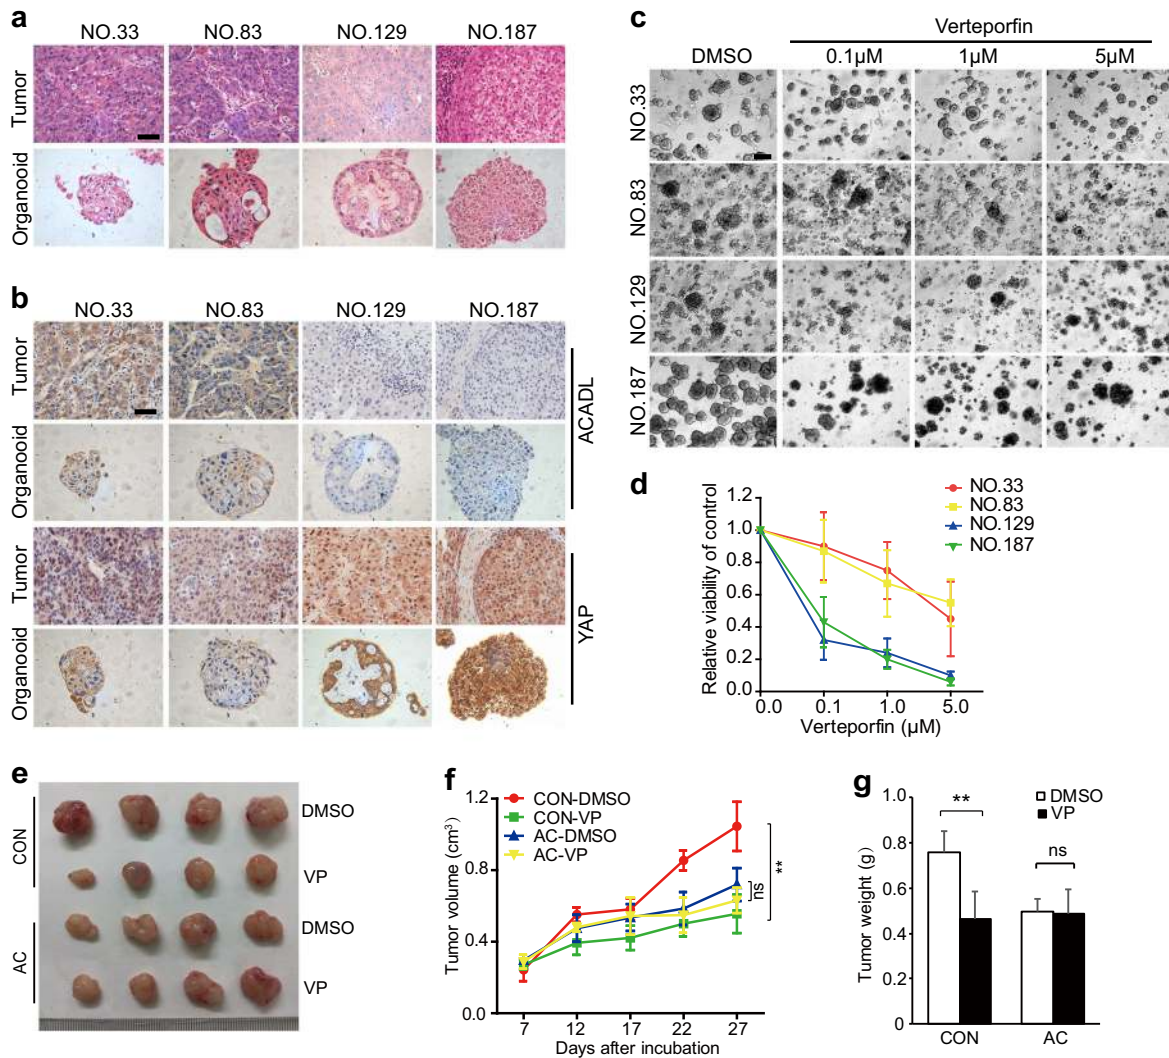 a
NO.33 NO.83 NO.129 NO.187
Tumor
Organooid
b
NO.33 NO.83 NO.129 NO.187
Tumor
Organooid
ACADL
Tumor
Organooid
YAP
c
Verteporfin
DMSO 0.1μM 1μM 5μM
NO.33
NO.83
NO.129
NO.187
d
NO.33
NO.83
NO.129
NO.187
Relative viability of control
1.2
1.0
0.8
0.6
0.4
0.2
0.0
0.0 0.1 1.0 5.0
Verteporfin (μM)
e
CON
DMSO
VP
AC
DMSO
VP
f
CON-DMSO
CON-VP
AC-DMSO
AC-VP
Tumor volume (cm³)
1.2
0.8
0.4
0.0
7 12 17 22 27
Days after incubation
ns
**
g
DMSO
VP
Tumor weight (g)
1.0
0.8
0.6
0.4
0.2
0
**
ns
CON AC